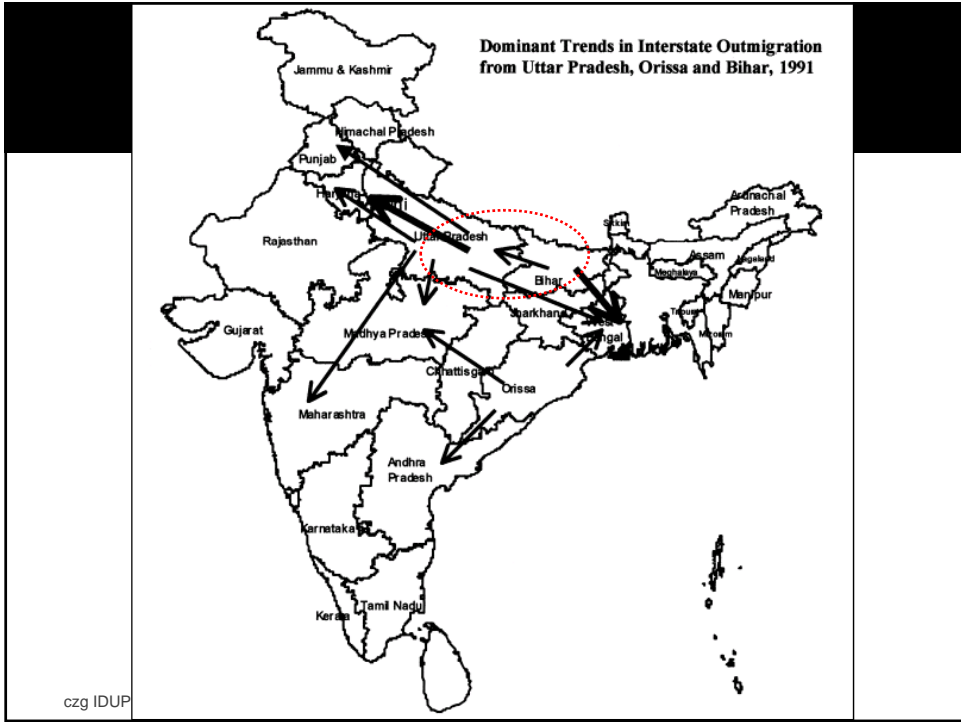 Dominant Trends in Interstate Outmigration
from Uttar Pradesh, Orissa and Bihar, 1991
Jammu & Kashmir
Himachal Pradesh
Punjab
Rajasthan
Uttar Pradesh
Bihar
Sikkim
Arunachal
Pradesh
Assam
Nagaland
Meghalaya
Manipur
Tripura
Mizoram
Jharkhand
West
Bengal
Gujarat
Madhya Pradesh
Chhattisgarh
Orissa
Maharashtra
Andhra
Pradesh
Karnataka
Kerala
Tamil Nadu
czg IDUP